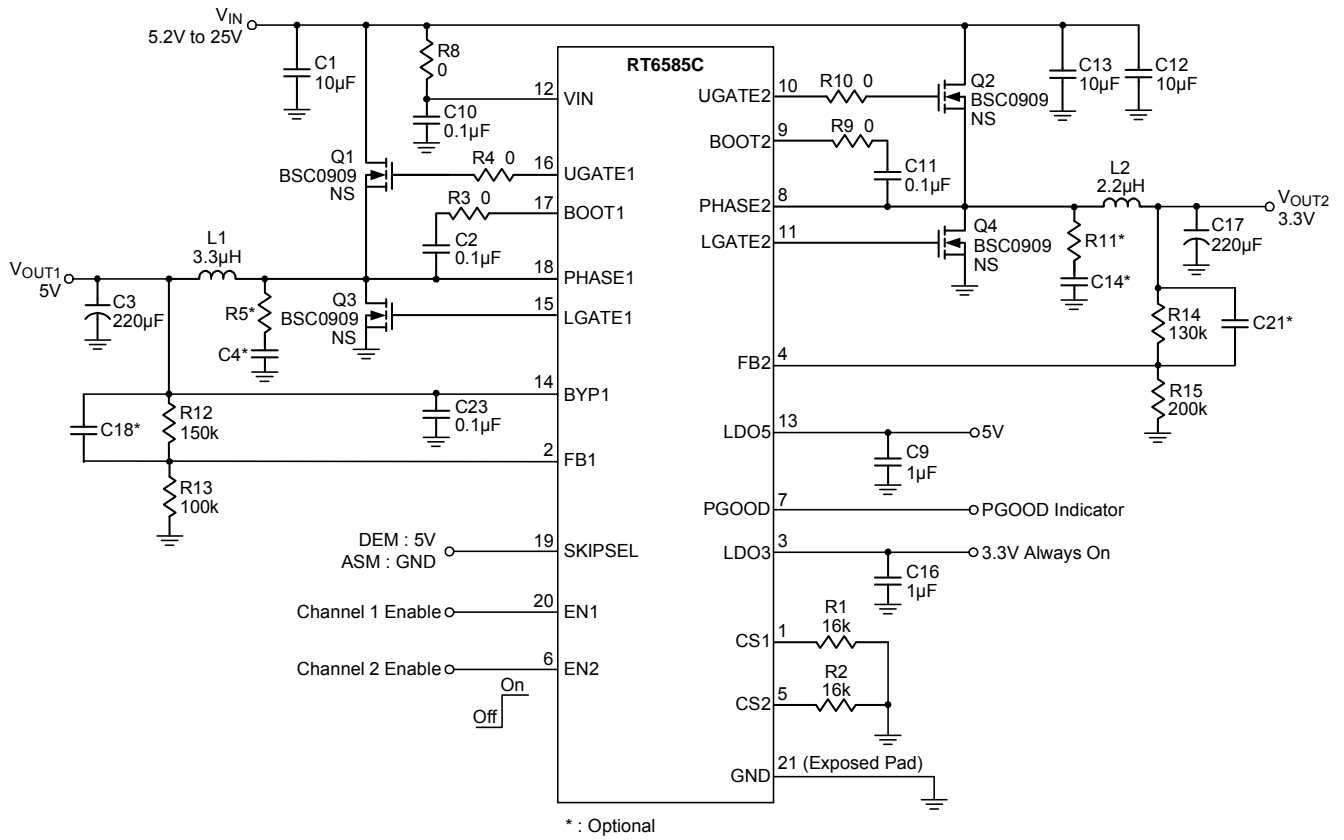 VIN
5.2V to 25V
C1
10µF
R8
0
C10
0.1µF
12
VIN
RT6585C
Q1
BSC0909
NS
R4 0
16
UGATE1
R3 0
17
BOOT1
C2
0.1µF
L1
3.3µH
VOUT1
5V
18
PHASE1
C3
220µF
R5*
C4*
Q3
BSC0909
NS
15
LGATE1
14
BYP1
C18*
R12
150k
C23
0.1µF
2
FB1
R13
100k
DEM : 5V
ASM : GND
19
SKIPSEL
Channel 1 Enable
20
EN1
Channel 2 Enable
6
EN2
On
Off
UGATE2
10
R10 0
Q2
BSC0909
NS
C13
10µF
C12
10µF
BOOT2
9
R9 0
C11
0.1µF
PHASE2
8
L2
2.2µH
VOUT2
3.3V
LGATE2
11
Q4
BSC0909
NS
R11*
C14*
C17
220µF
R14
130k
C21*
FB2
4
R15
200k
LDO5
13
5V
C9
1µF
PGOOD
7
PGOOD Indicator
LDO3
3
3.3V Always On
C16
1µF
R1
16k
CS1
1
R2
16k
CS2
5
GND
21 (Exposed Pad)
* : Optional